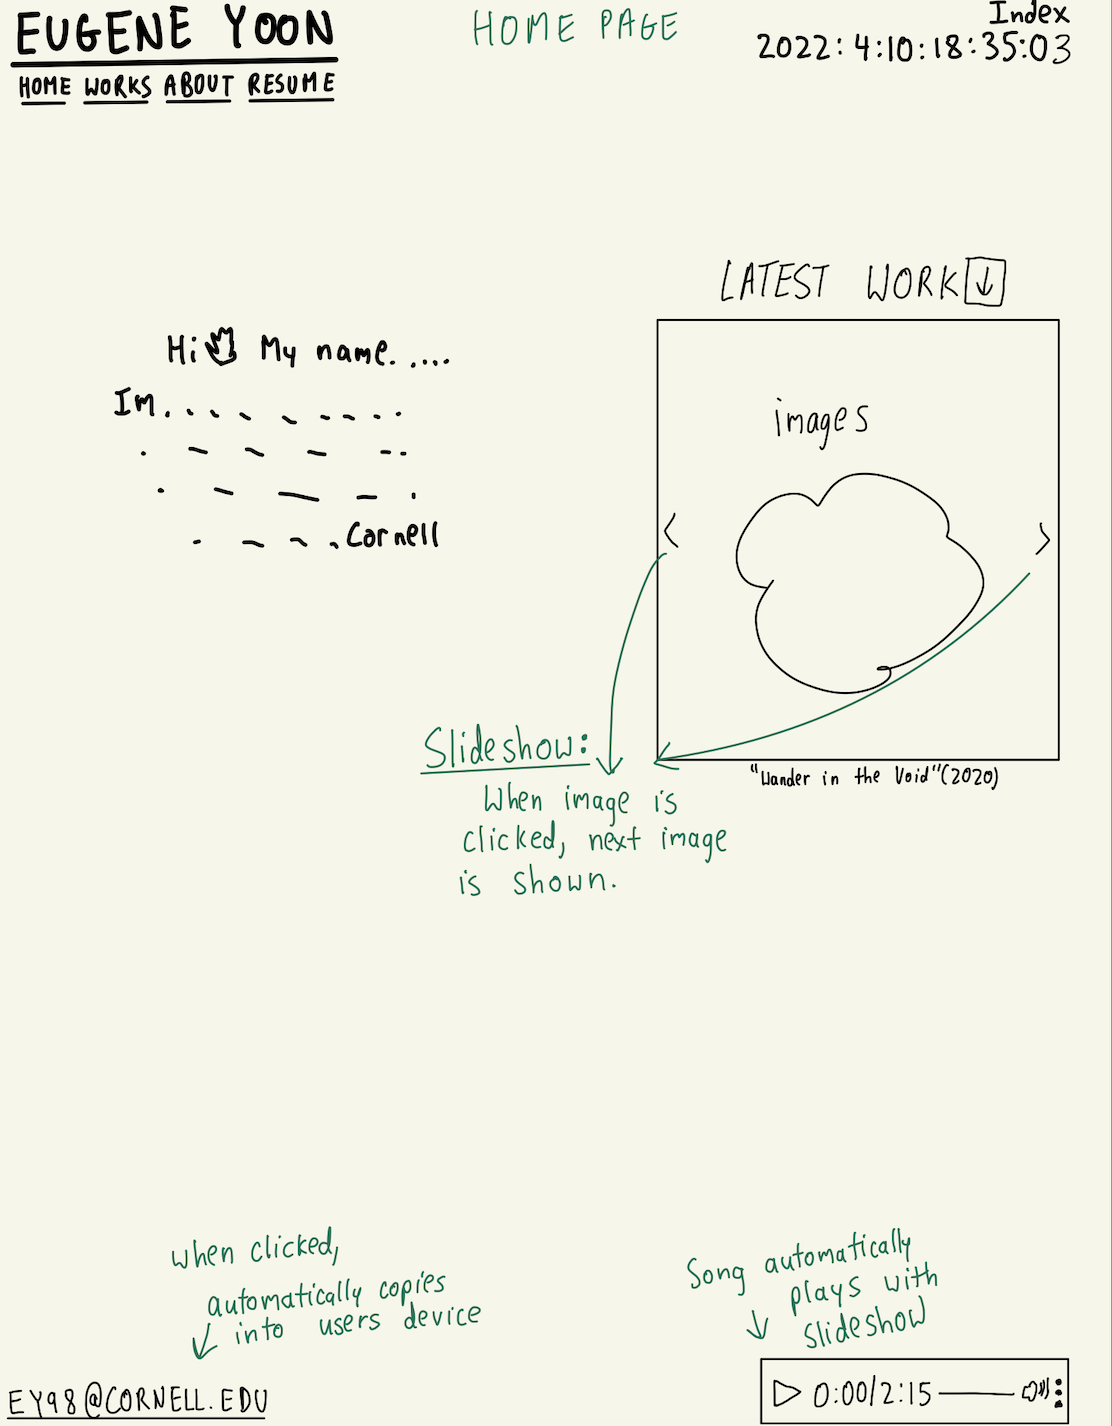 EUGENE YOON
HOME WORKS ABOUT RESUME
HOME PAGE
Index
2022:4:10:18:35:03
LATEST WORK
Hi My name.....
Im
Cornell
images
"Wander in the Void"(2020)
Slideshow:
When image is
clicked, next image
is shown.
when clicked,
automatically copies
into users device
EY98@CORNELL.EDU
Song automatically
plays with
slideshow
0:00/2:15